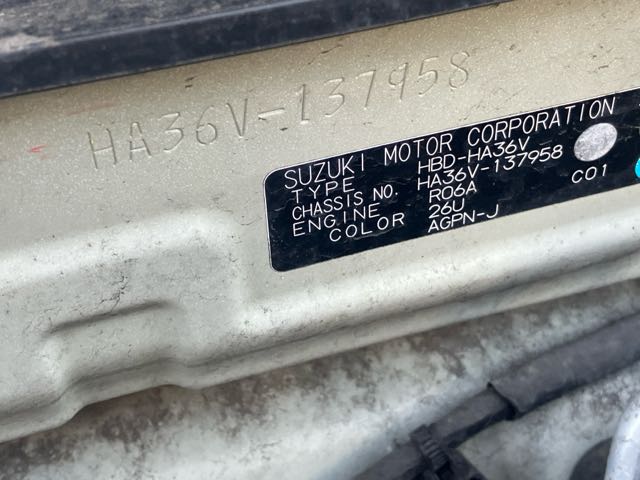 HA36V-137958
SUZUKI MOTOR CORPORATION
TYPE HBD-HA36V
CHASSIS NO. HA36V-137958
ENGINE R06A
COLOR 26U C01
AGPN-J